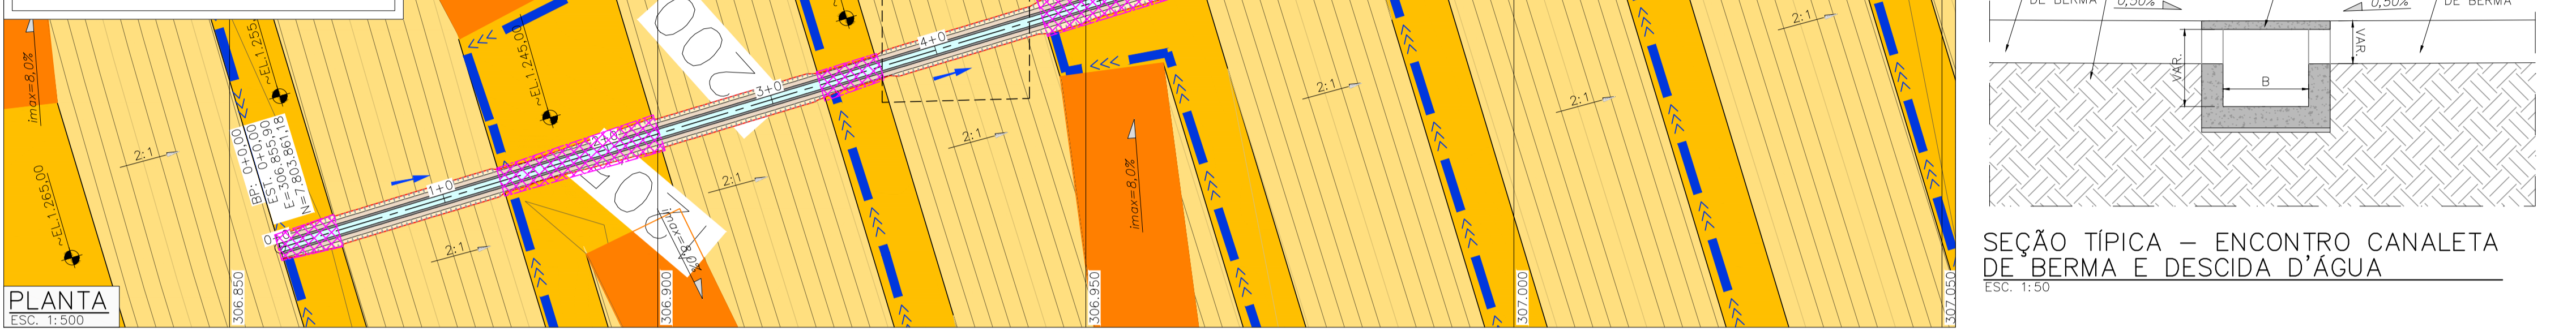 imax=8,0%
~EL.1.265,00
2:1
~EL.1.255,
BP: 0+0,00
EST. 0+0,00
E=306.855,90
N=7.803.861,18
1+0
2:1
~EL.1.245,00
imax=8,0%
2:1
3+0
4+0
2:1
imax=8,0%
2:1
2:1
2:1
306.850
306.900
306.950
307.000
307.050
PLANTA
ESC. 1:500
DE BERMA
0,50%
0,50%
DE BERMA
VAR.
VAR.
B
SEÇÃO TÍPICA – ENCONTRO CANALETA
DE BERMA E DESCIDA D'ÁGUA
ESC. 1:50